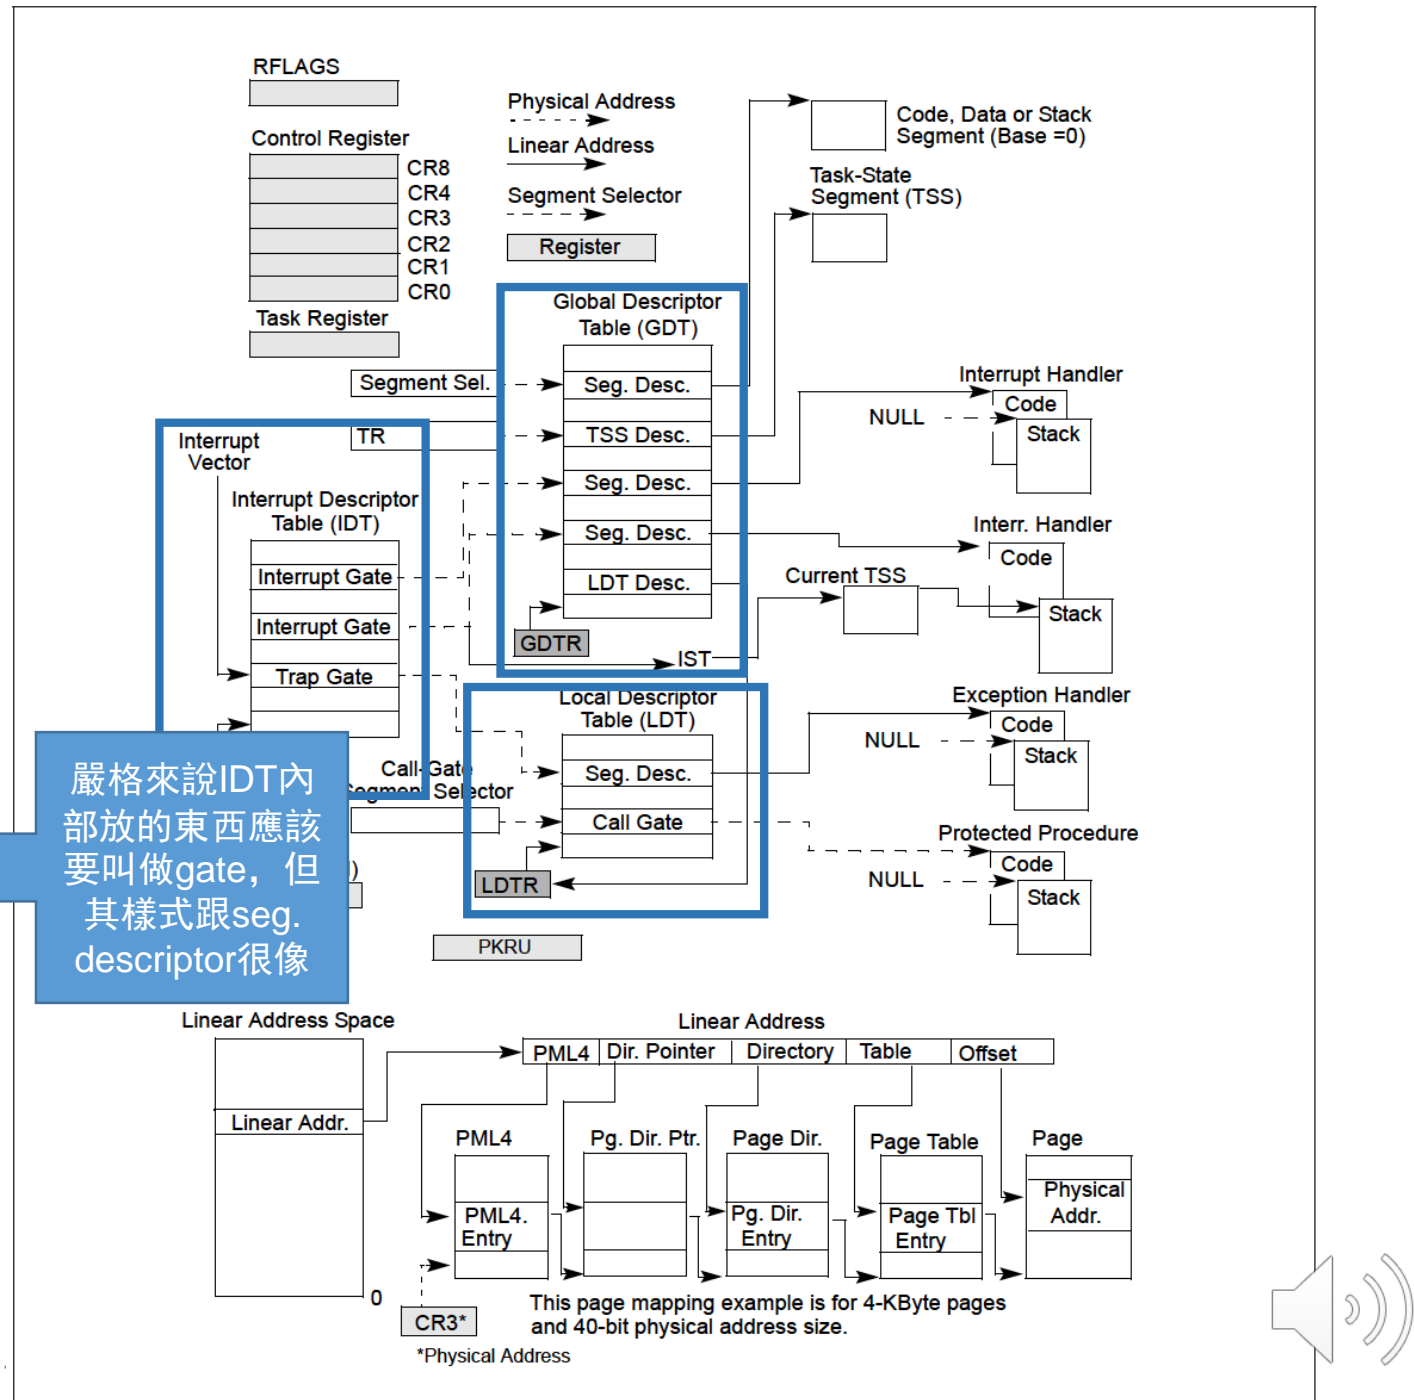 RFLAGS
Control Register
CR8
CR4
CR3
CR2
CR1
CR0
Task Register
Physical Address
Linear Address
Segment Selector
Register
Code, Data or Stack
Segment (Base =0)
Task-State
Segment (TSS)
Global Descriptor
Table (GDT)
Segment Sel.
Seg. Desc.
TR
TSS Desc.
Seg. Desc.
Seg. Desc.
LDT Desc.
GDTR
IST
Interrupt
Vector
Interrupt Descriptor
Table (IDT)
Interrupt Gate
Interrupt Gate
Trap Gate
Interrupt Handler
Code
NULL
Stack
Interr. Handler
Code
Current TSS
Stack
Local Descriptor
Table (LDT)
Seg. Desc.
Call Gate
LDTR
Exception Handler
Code
NULL
Stack
Call-Gate
Segment Selector
Protected Procedure
Code
NULL
Stack
嚴格來說IDT內
部放的東西應該
要叫做gate，但
其樣式跟seg.
descriptor很像
)
PKRU
Linear Address Space
Linear Addr.
0
Linear Address
PML4 Dir. Pointer Directory Table Offset
PML4
Pg. Dir. Ptr.
Page Dir.
Page Table
Page
PML4.
Entry
Pg. Dir.
Entry
Page Tbl
Entry
Physical
Addr.
CR3*
*Physical Address
This page mapping example is for 4-KByte pages
and 40-bit physical address size.